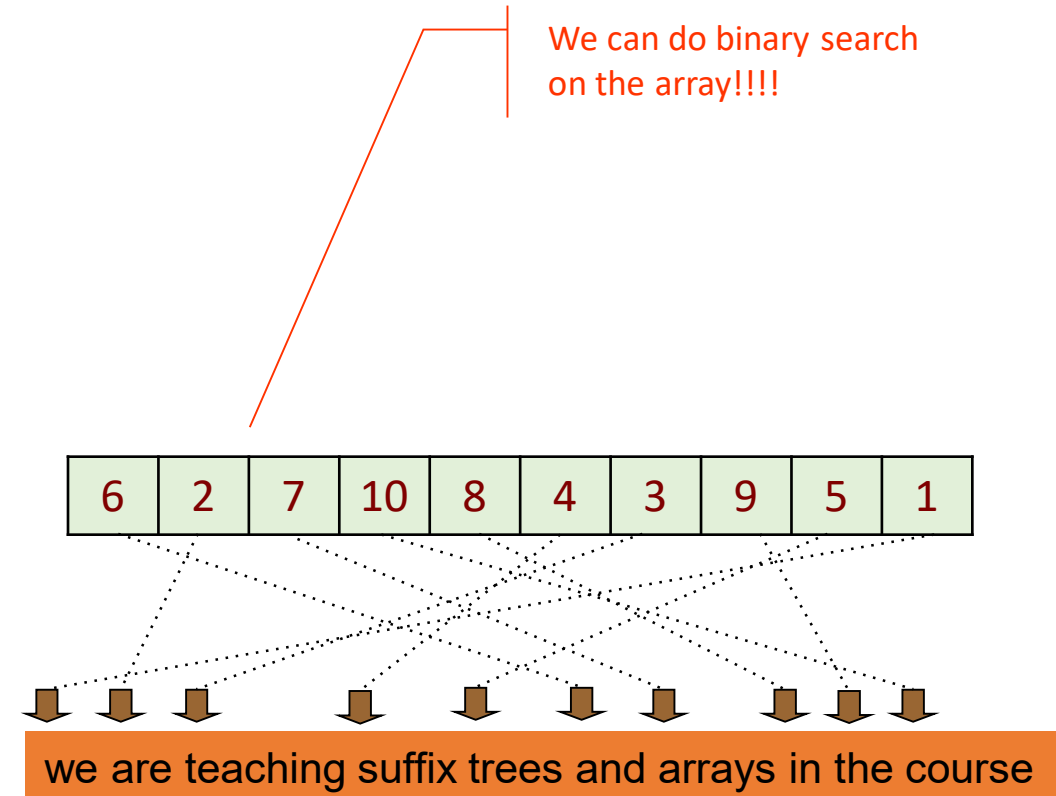 We can do binary search
on the array!!!!
6 2 7 10 8 4 3 9 5 1
we are teaching suffix trees and arrays in the course